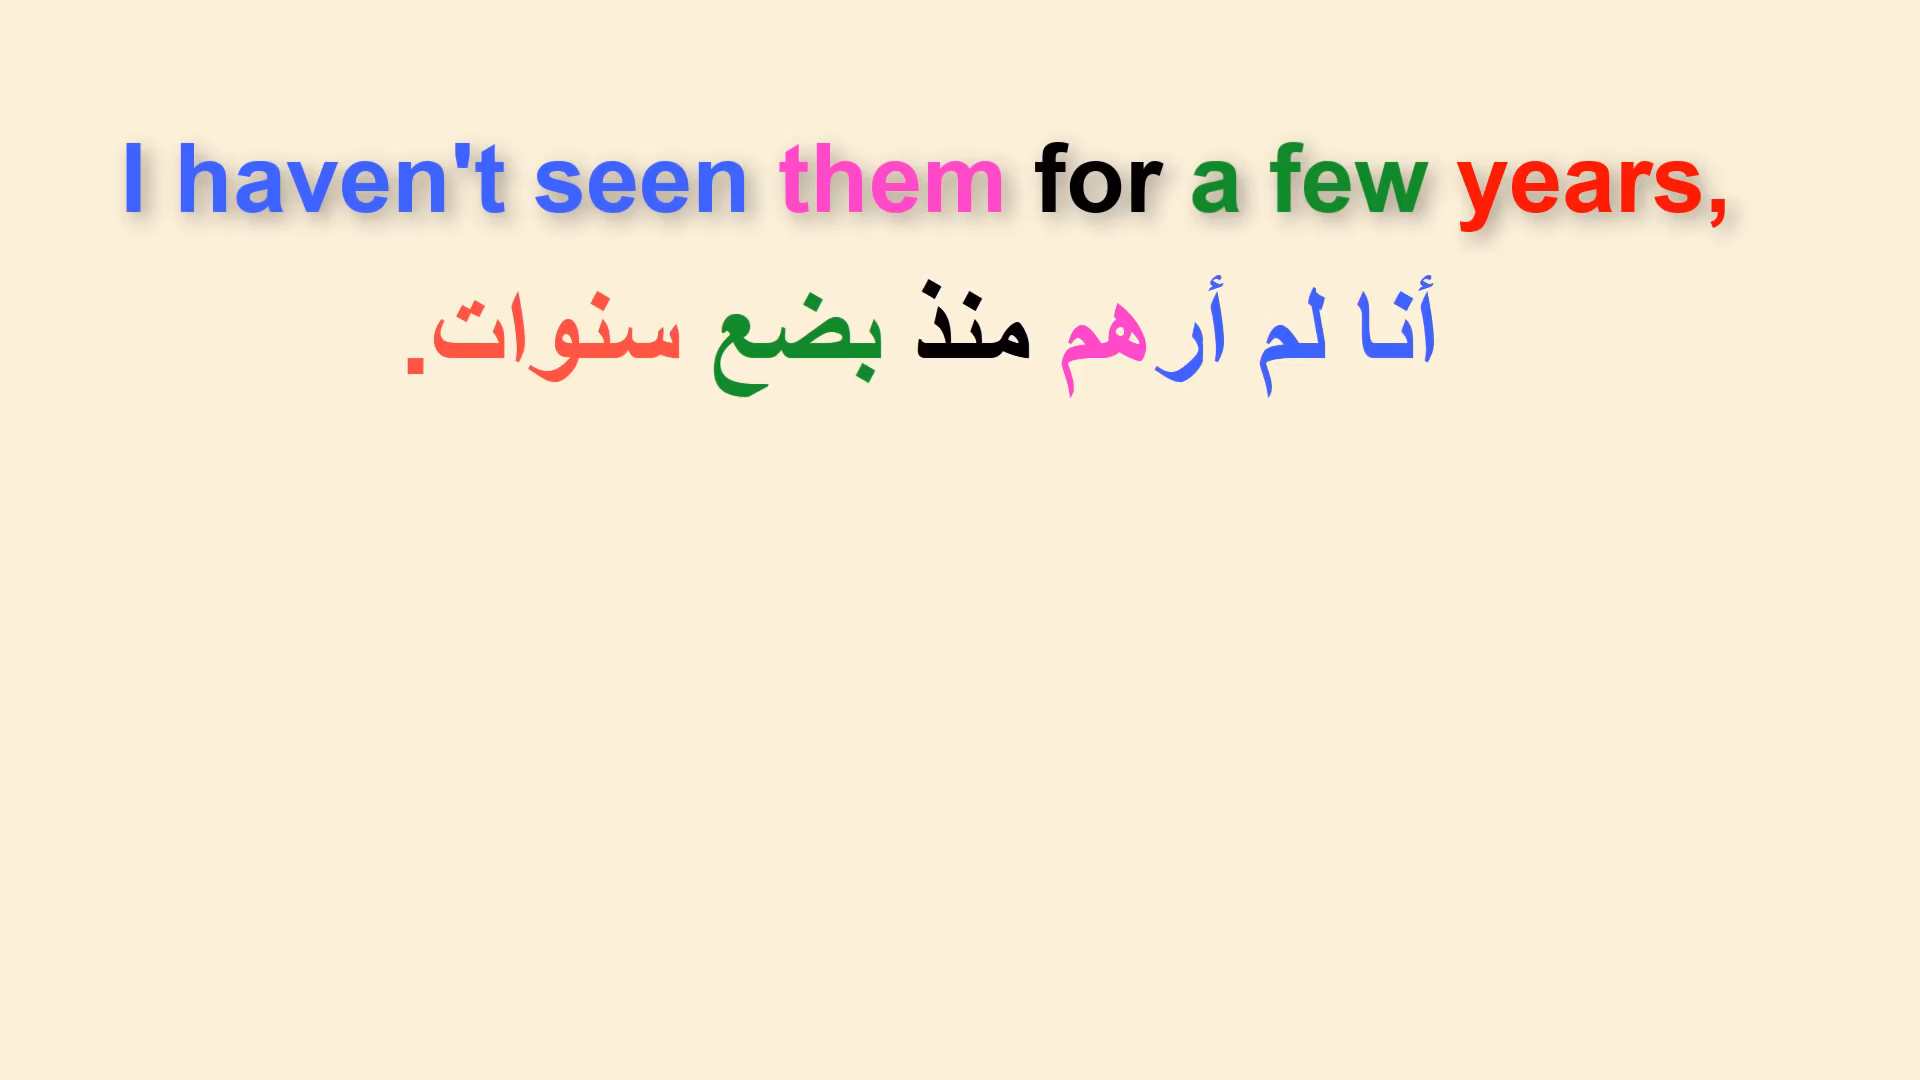 I haven't seen them for a few years,
أنا لم أرهم منذ بضع سنوات.